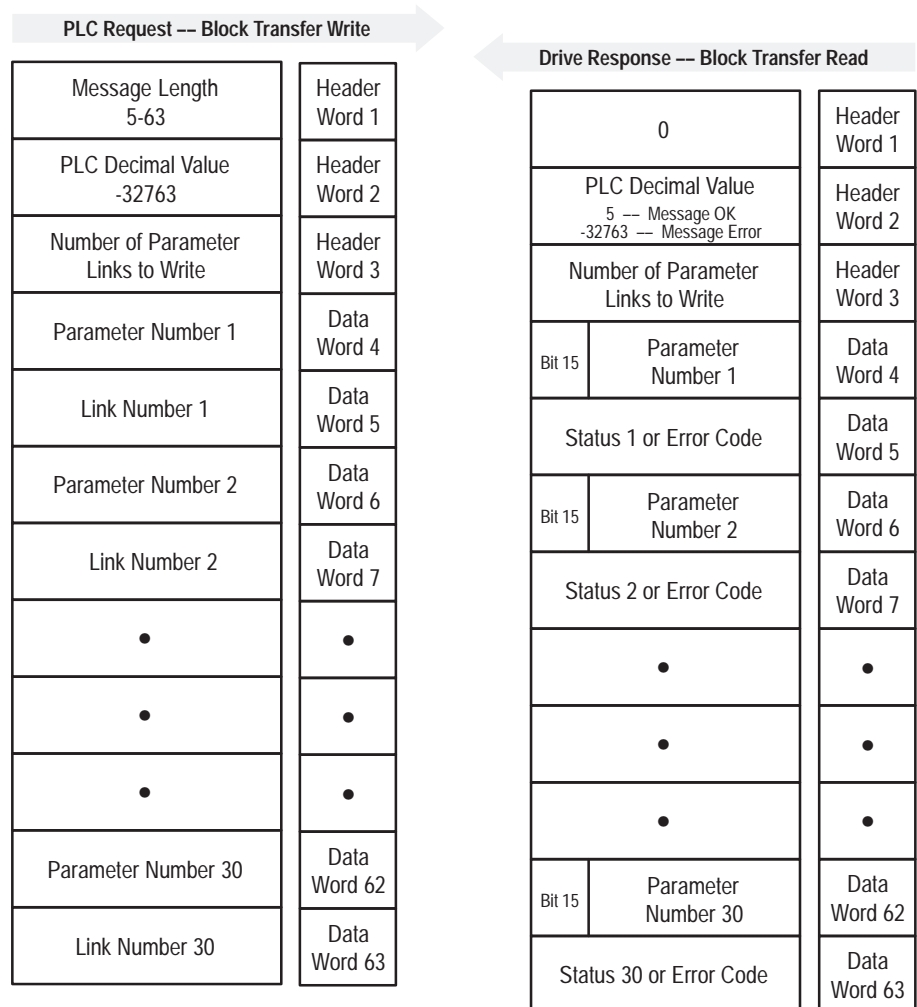 PLC Request –– Block Transfer Write
Message Length
5-63
Header
Word 1
PLC Decimal Value
-32763
Header
Word 2
Number of Parameter
Links to Write
Header
Word 3
Parameter Number 1
Data
Word 4
Link Number 1
Data
Word 5
Parameter Number 2
Data
Word 6
Link Number 2
Data
Word 7
•
•
•
•
•
•
Parameter Number 30
Data
Word 62
Link Number 30
Data
Word 63
Drive Response –– Block Transfer Read
0
Header
Word 1
PLC Decimal Value
5 –– Message OK
-32763 –– Message Error
Header
Word 2
Number of Parameter
Links to Write
Header
Word 3
Bit 15
Parameter
Number 1
Data
Word 4
Status 1 or Error Code
Data
Word 5
Bit 15
Parameter
Number 2
Data
Word 6
Status 2 or Error Code
Data
Word 7
•
•
•
•
•
•
Bit 15
Parameter
Number 30
Data
Word 62
Status 30 or Error Code
Data
Word 63